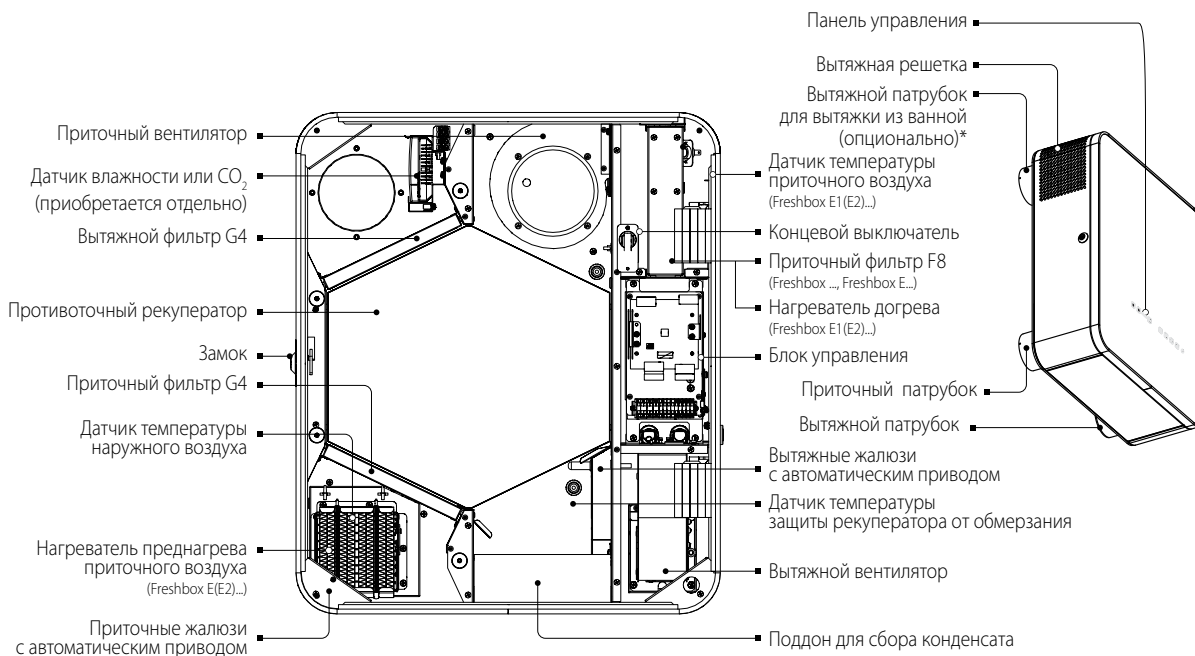 Панель управления
Вытяжная решетка
Вытяжной патрубок
для вытяжки из ванной
(опционально)*
Приточный вентилятор
Датчик влажности или CO2
(приобретается отдельно)
Вытяжной фильтр G4
Противоточный рекуператор
Замок
Приточный фильтр G4
Датчик температуры
наружного воздуха
Нагреватель преднагрева
приточного воздуха
(Freshbox E(E2)...)
Приточные жалюзи
с автоматическим приводом
Датчик температуры
приточного воздуха
(Freshbox E1(E2)...)
Концевой выключатель
Приточный фильтр F8
(Freshbox ..., Freshbox E...)
Нагреватель догрева
(Freshbox E1(E2)...)
Блок управления
Приточный патрубок
Вытяжной патрубок
Вытяжные жалюзи
с автоматическим приводом
Датчик температуры
защиты рекуператора от обмерзания
Вытяжной вентилятор
Поддон для сбора конденсата